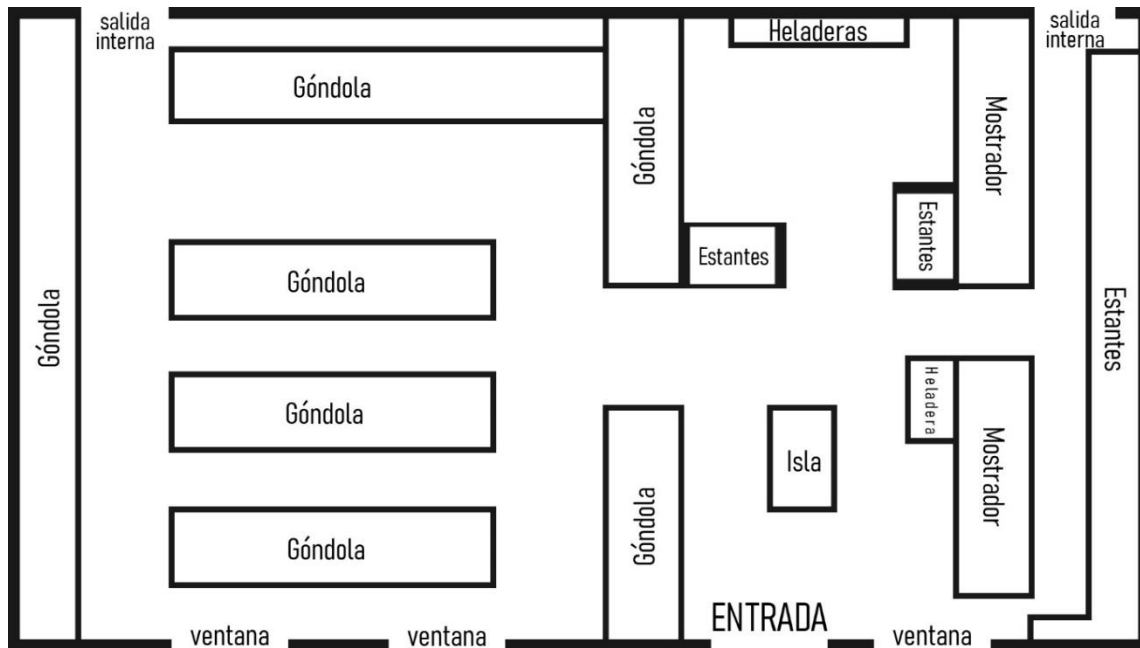 salida
interna
Heladeras
salida
interna
Góndola
Góndola
Mostrador
Estantes
Estantes
Góndola
Góndola
Estantes
Góndola
Heladera
Góndola
Isla
Mostrador
Góndola
Góndola
ENTRADA
ventana
ventana
ventana